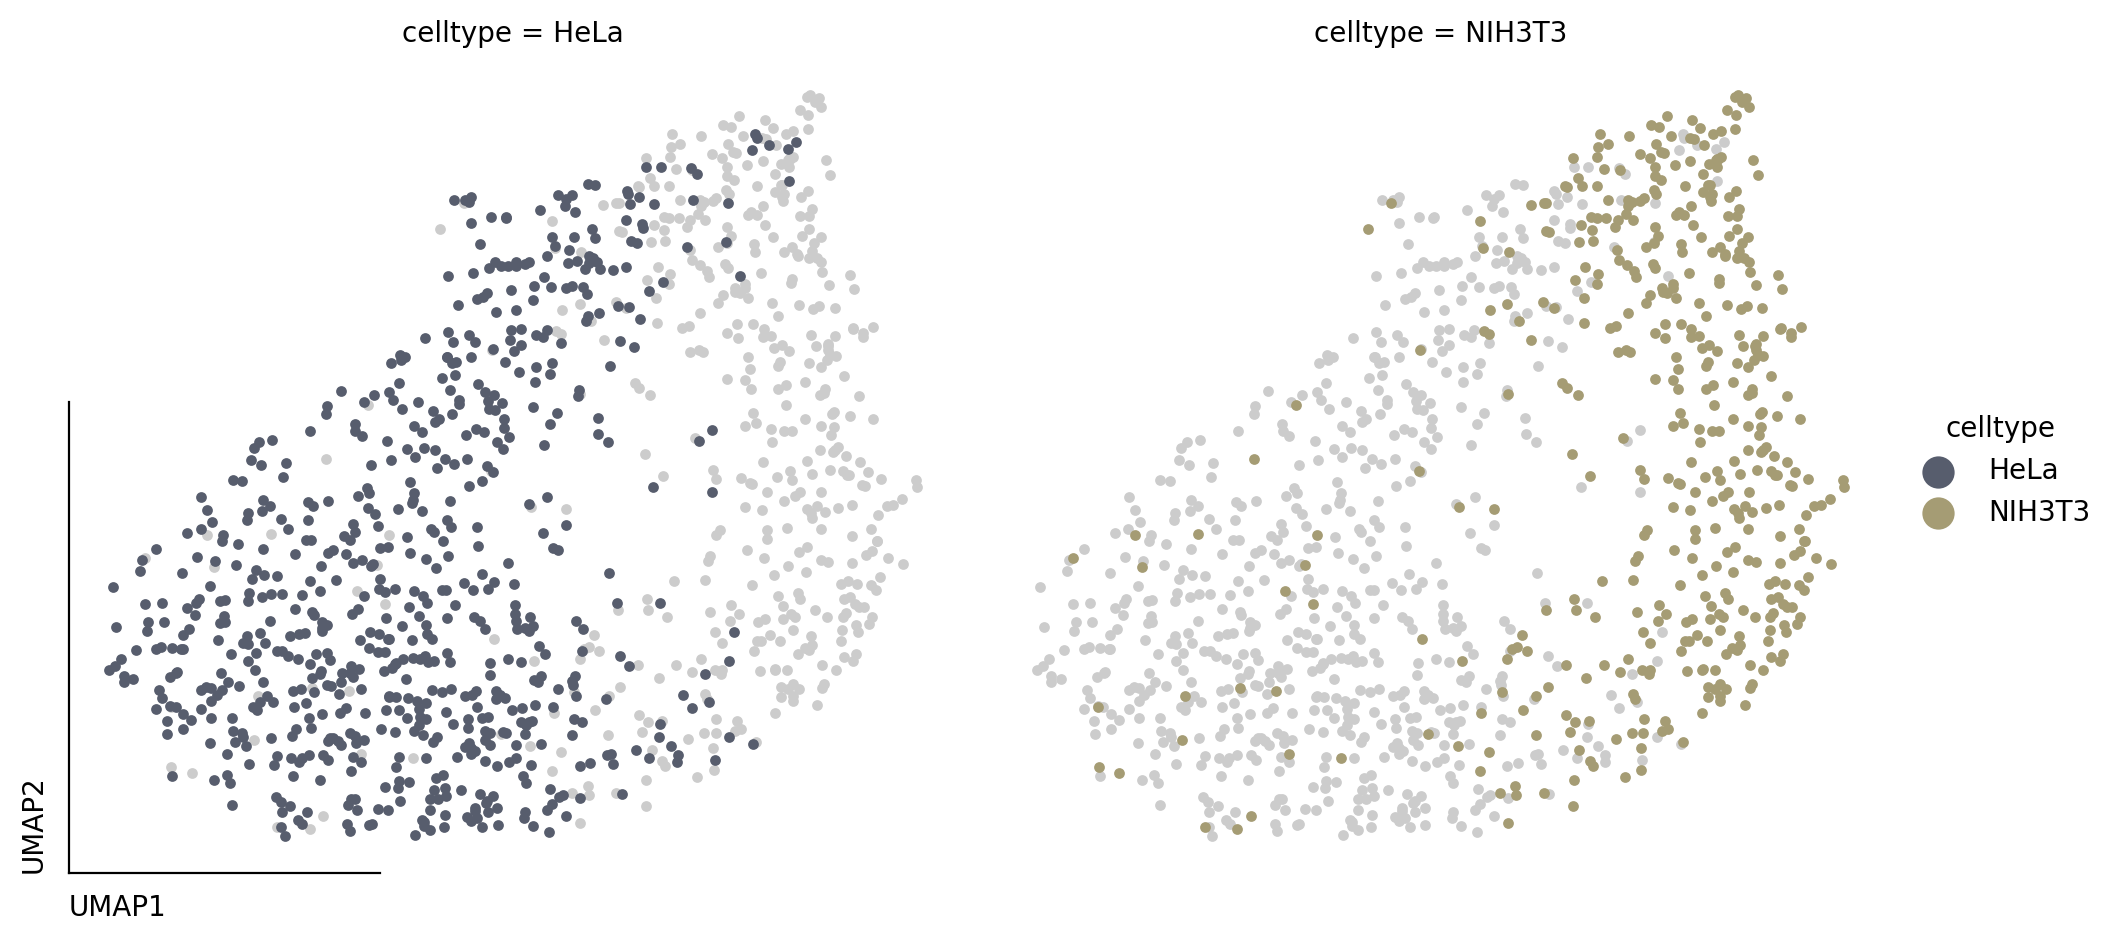 celltype = HeLa
celltype = NIH3T3
celltype
HeLa
NIH3T3
UMAP2
UMAP1